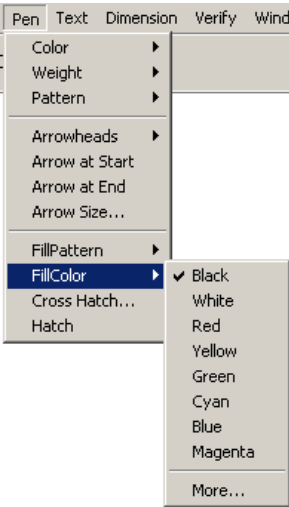 Pen Text Dimension Verify Wind
Color
Weight
Pattern
Arrowheads
Arrow at Start
Arrow at End
Arrow Size...
FillPattern
FillColor
Cross Hatch...
Hatch
Black
White
Red
Yellow
Green
Cyan
Blue
Magenta
More...